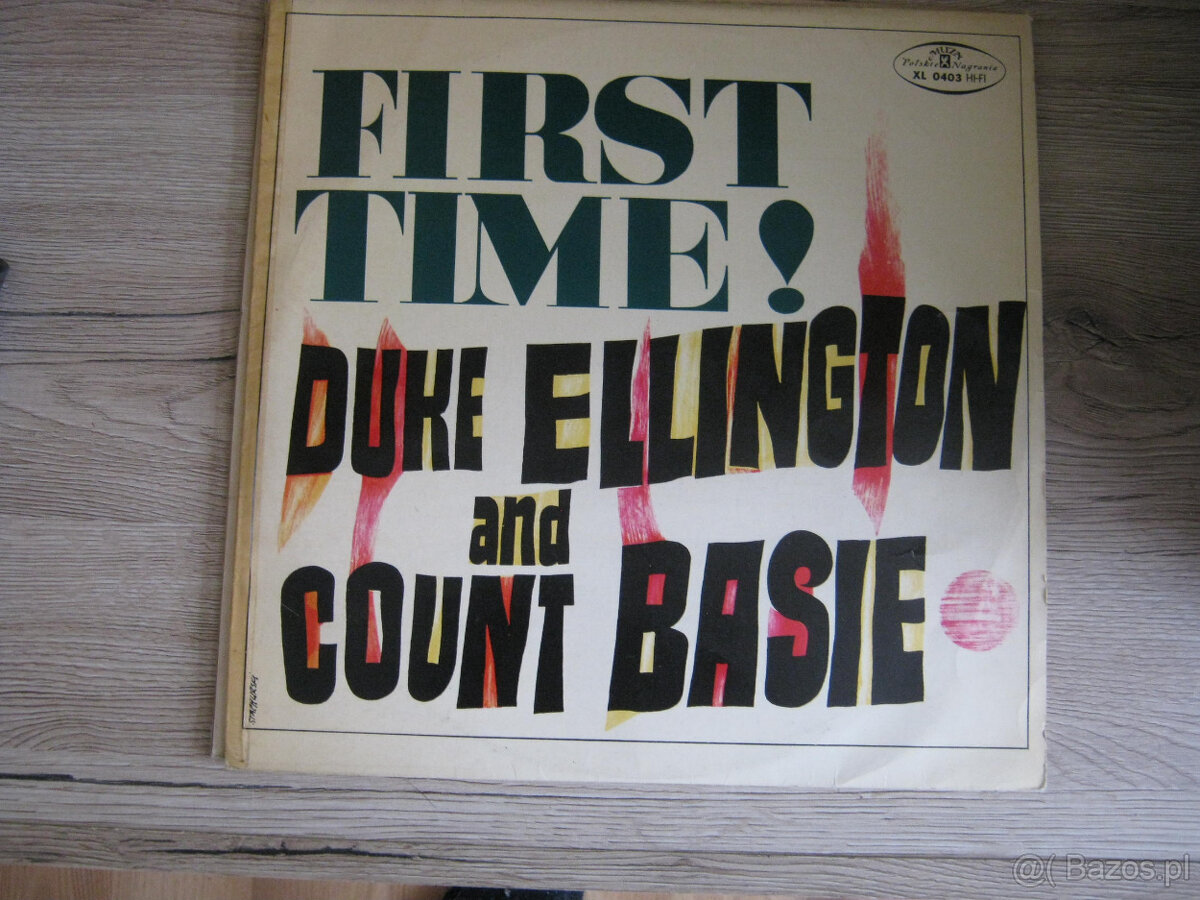 MUZA
Polskie Nagrania
XL 0403 HI-FI
FIRST
TIME!
DUKE ELLINGTON
and
COUNT BASIE
@( Bazos.pl